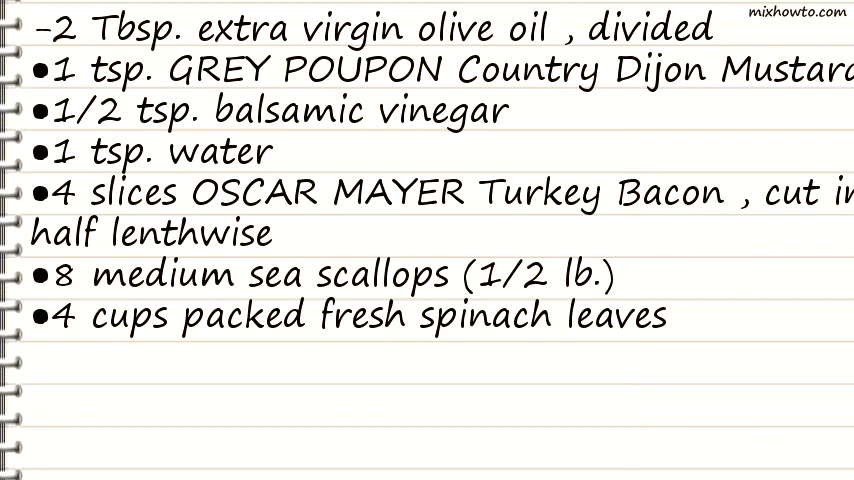 mixhowto.com
-2 Tbsp. extra virgin olive oil , divided
•1 tsp. GREY POUPON Country Dijon Mustard
•1/2 tsp. balsamic vinegar
•1 tsp. water
•4 slices OSCAR MAYER Turkey Bacon , cut in
half lenthwise
•8 medium sea scallops (1/2 lb.)
•4 cups packed fresh spinach leaves